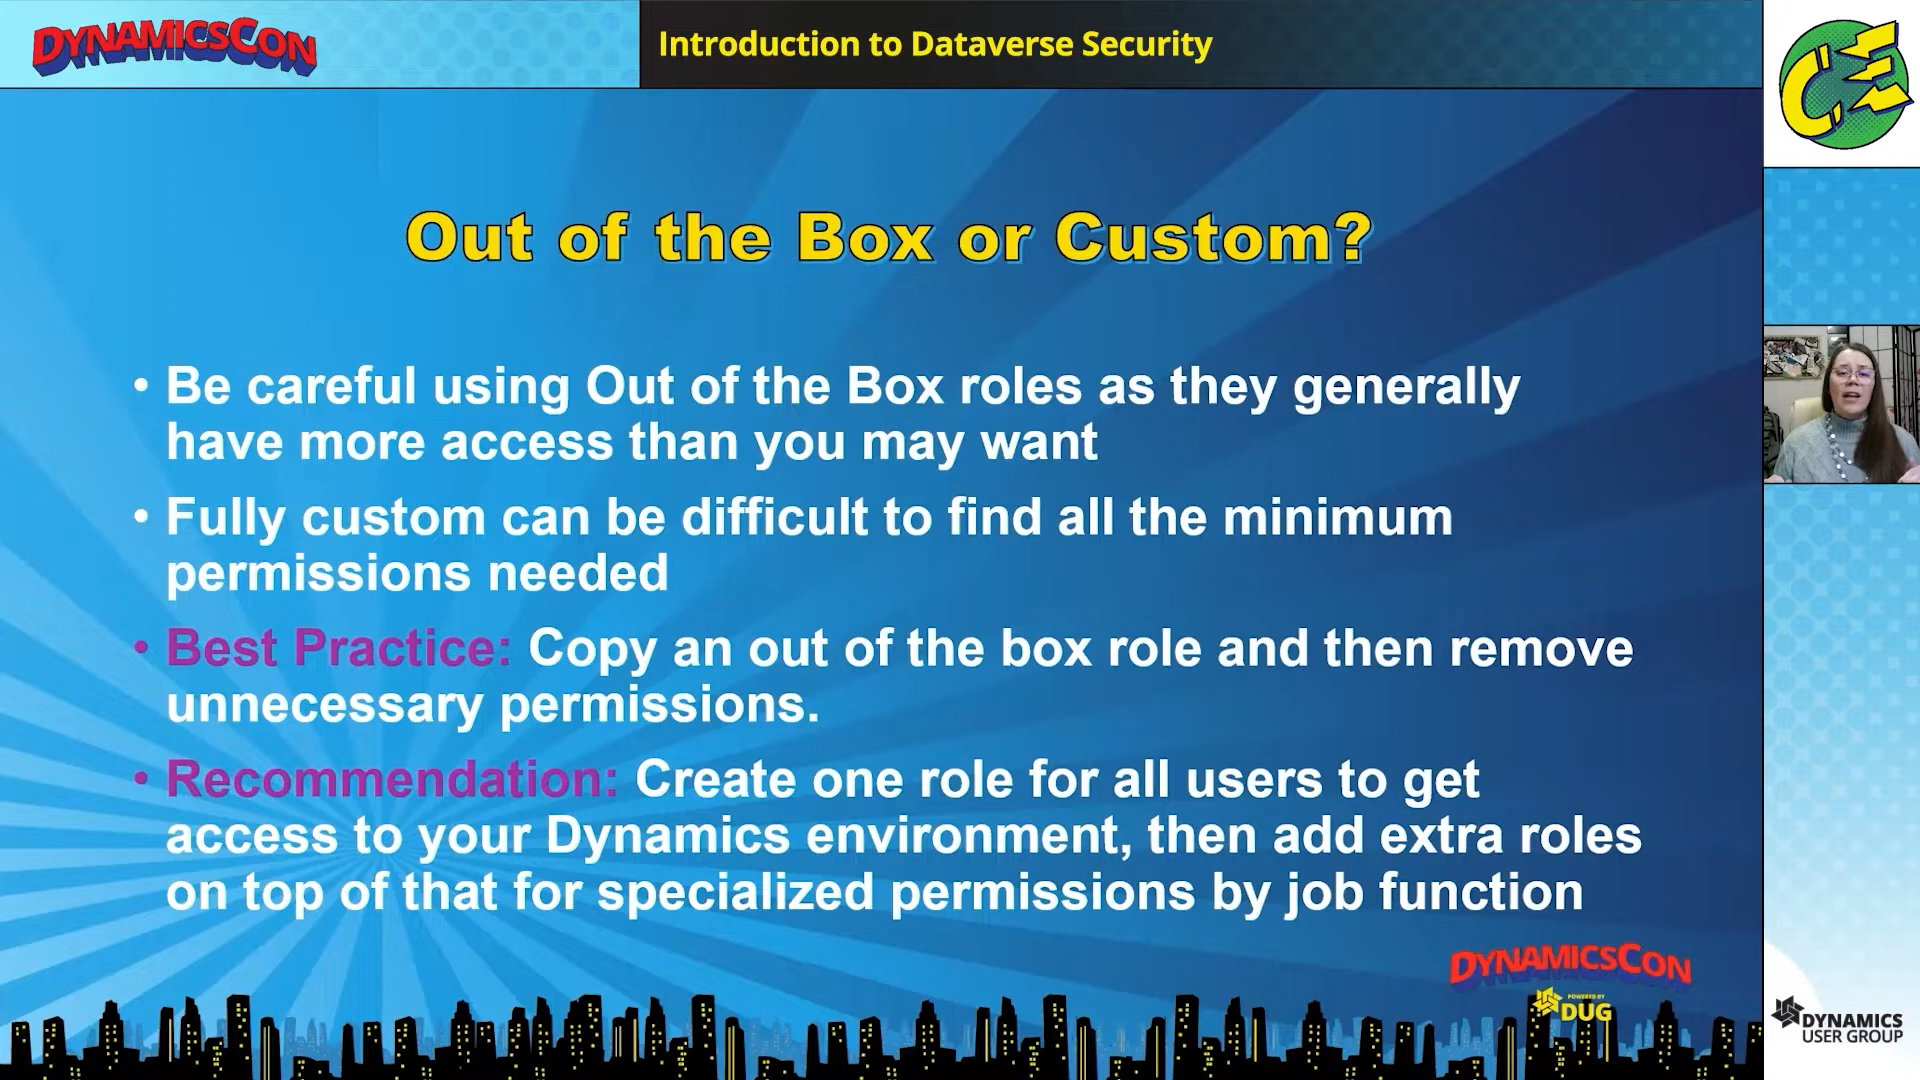 DYNAMICSCON
Introduction to Dataverse Security
CE
Out of the Box or Custom?
• Be careful using Out of the Box roles as they generally
have more access than you may want
• Fully custom can be difficult to find all the minimum
permissions needed
• Best Practice: Copy an out of the box role and then remove
unnecessary permissions.
• Recommendation: Create one role for all users to get
access to your Dynamics environment, then add extra roles
on top of that for specialized permissions by job function
DYNAMICSCON
POWERED BY
DUG
DYNAMICS
USER GROUP